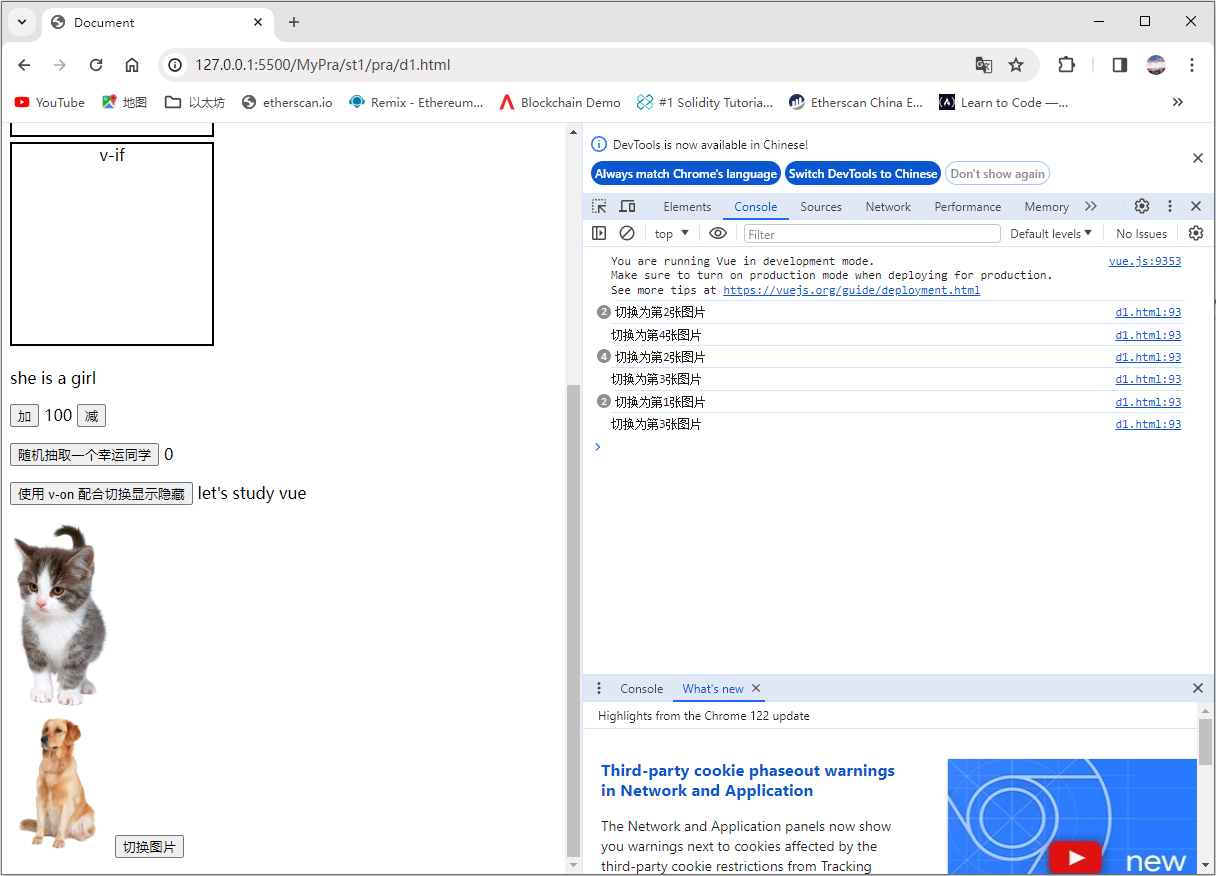 Document
127.0.0.1:5500/MyPra/st1/pra/d1.html
YouTube 地图 以太坊 etherscan.io Remix - Ethereum... Blockchain Demo #1 Solidity Tutoria... Etherscan China E... Learn to Code —...
v-if
she is a girl
加 100 减
随机抽取一个幸运同学 0
使用 v-on 配合切换显示隐藏 let's study vue
切换图片
DevTools is now available in Chinese!
Always match Chrome's language Switch DevTools to Chinese Don't show again
Elements Console Sources Network Performance Memory
top Filter Default levels No Issues
You are running Vue in development mode. vue.js:9353
Make sure to turn on production mode when deploying for production.
See more tips at https://vuejs.org/guide/deployment.html
2 切换为第2张图片 d1.html:93
切换为第4张图片 d1.html:93
4 切换为第2张图片 d1.html:93
切换为第3张图片 d1.html:93
2 切换为第1张图片 d1.html:93
切换为第3张图片 d1.html:93
Console What's new
Highlights from the Chrome 122 update
Third-party cookie phaseout warnings
in Network and Application
The Network and Application panels now show
you warnings next to cookies affected by the
third-party cookie restrictions from Tracking
new